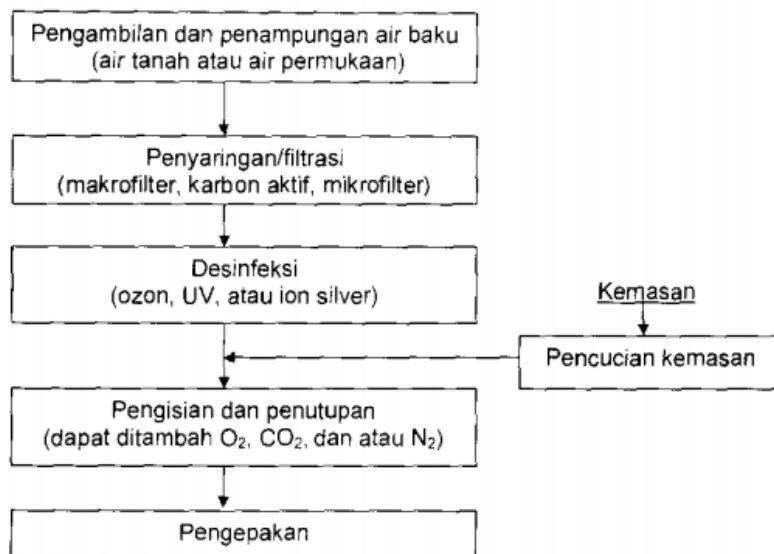 Pengambilan dan penampungan air baku
(air tanah atau air permukaan)
Penyaringan/filtrasi
(makrofilter, karbon aktif, mikrofilter)
Desinfeksi
(ozon, UV, atau ion silver)
Kemasan
Pencucian kemasan
Pengisian dan penutupan
(dapat ditambah O₂, CO₂, dan atau N₂)
Pengepakan